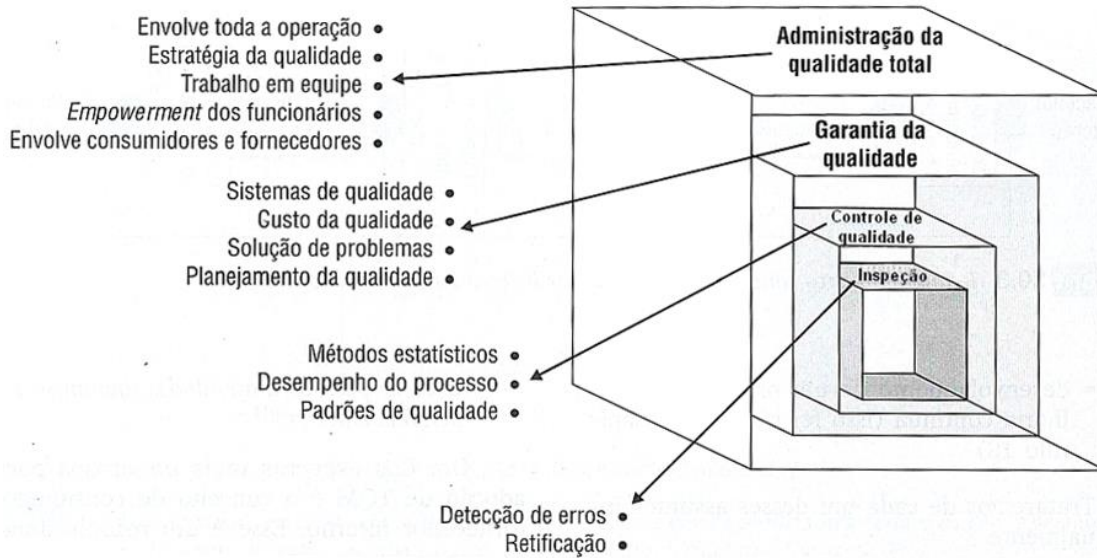 Envolve toda a operação •
Estratégia da qualidade •
Trabalho em equipe •
Empowerment dos funcionários •
Envolve consumidores e fornecedores •
Administração da
qualidade total
Garantia da
qualidade
Sistemas de qualidade •
Gusto da qualidade •
Solução de problemas •
Planejamento da qualidade •
Controle de
qualidade
Inspeção
Métodos estatísticos •
Desempenho do processo •
Padrões de qualidade •
Detecção de erros •
Retificação •